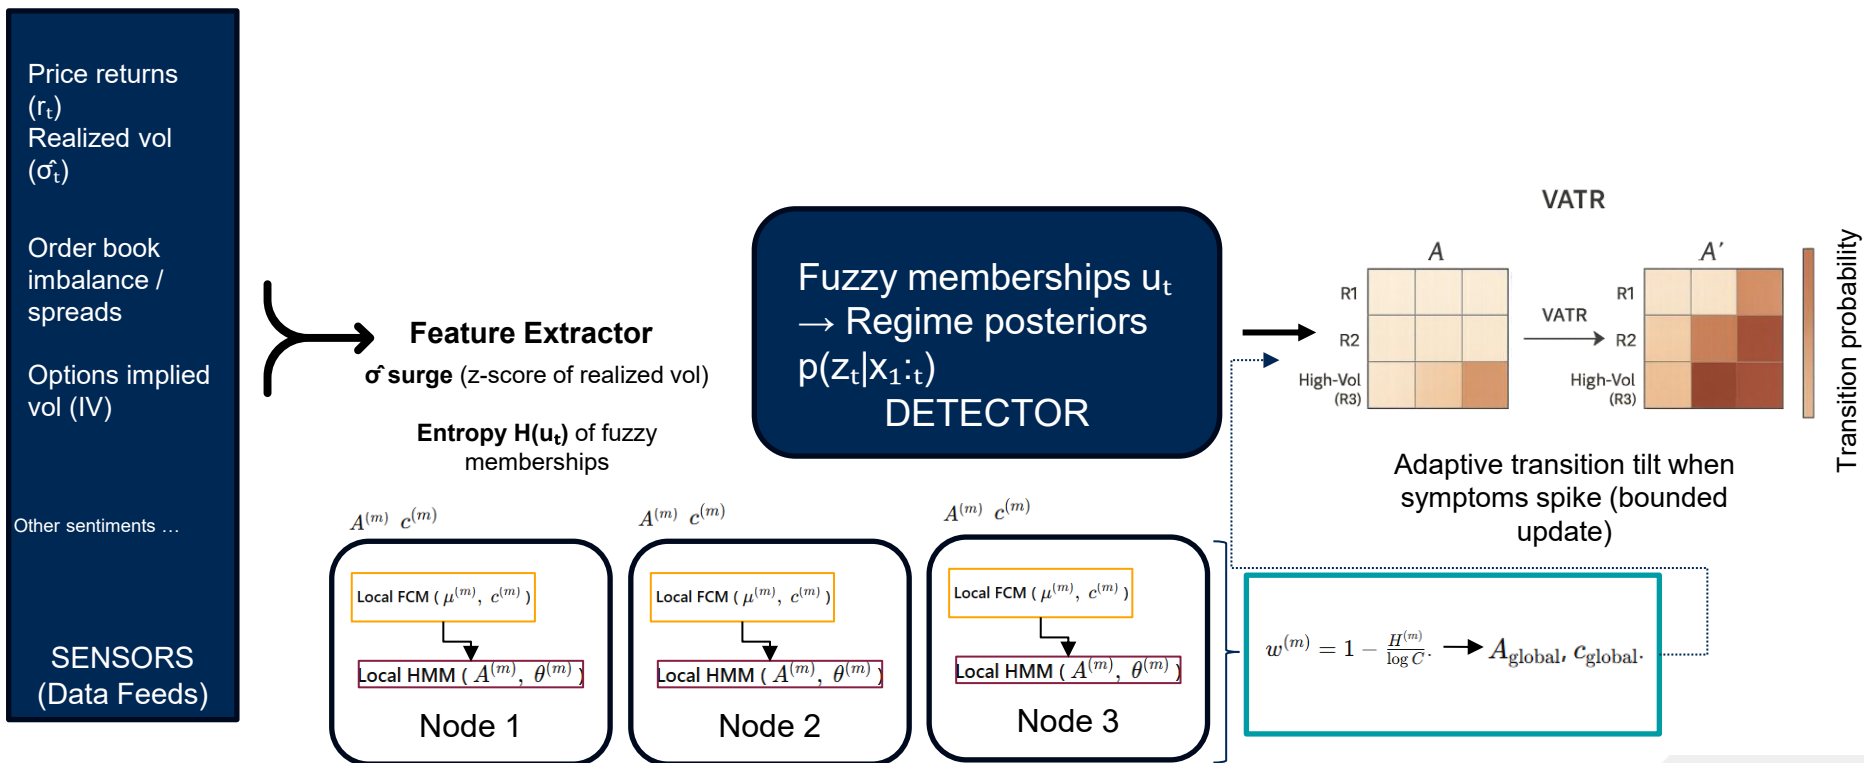 Price returns
(rₜ)
Realized vol
(σ̂ₜ)
Order book
imbalance /
spreads
Options implied
vol (IV)
Other sentiments …
SENSORS
(Data Feeds)
Feature Extractor
σ̂ surge (z-score of realized vol)
Entropy H(uₜ) of fuzzy
memberships
Fuzzy memberships uₜ
→ Regime posteriors
p(zₜ|x₁:ₜ)
DETECTOR
VATR
A
R1
R2
High-Vol
(R3)
VATR
A′
R1
R2
High-Vol
(R3)
Transition probability
Adaptive transition tilt when
symptoms spike (bounded
update)
A^(m) c^(m)
Local FCM ( μ^(m), c^(m) )
Local HMM ( A^(m), θ^(m) )
Node 1
A^(m) c^(m)
Local FCM ( μ^(m), c^(m) )
Local HMM ( A^(m), θ^(m) )
Node 2
A^(m) c^(m)
Local FCM ( μ^(m), c^(m) )
Local HMM ( A^(m), θ^(m) )
Node 3
w^(m) = 1 − H^(m) / log C. → A_global, c_global.